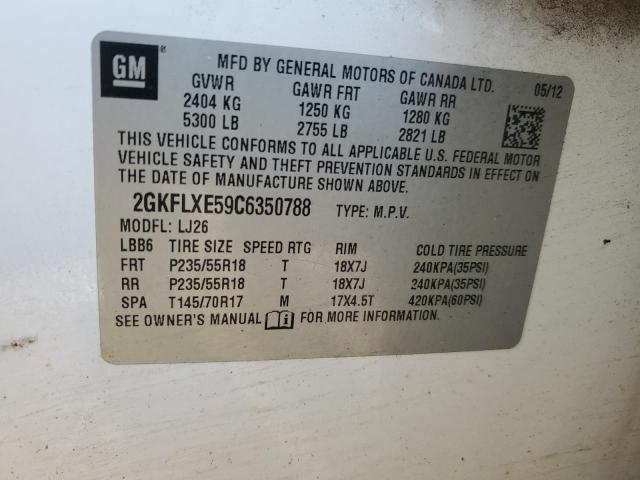 GM
MFD BY GENERAL MOTORS OF CANADA LTD. 05/12
GVWR GAWR FRT GAWR RR
2404 KG 1250 KG 1280 KG
5300 LB 2755 LB 2821 LB
THIS VEHICLE CONFORMS TO ALL APPLICABLE U.S. FEDERAL MOTOR
VEHICLE SAFETY AND THEFT PREVENTION STANDARDS IN EFFECT ON
THE DATE OF MANUFACTURE SHOWN ABOVE.
2GKFLXE59C6350788 TYPE: M.P.V.
MODFL: LJ26
LBB6 TIRE SIZE SPEED RTG RIM COLD TIRE PRESSURE
FRT P235/55R18 T 18X7J 240KPA(35PSI)
RR P235/55R18 T 18X7J 240KPA(35PSI)
SPA T145/70R17 M 17X4.5T 420KPA(60PSI)
SEE OWNER'S MANUAL FOR MORE INFORMATION.